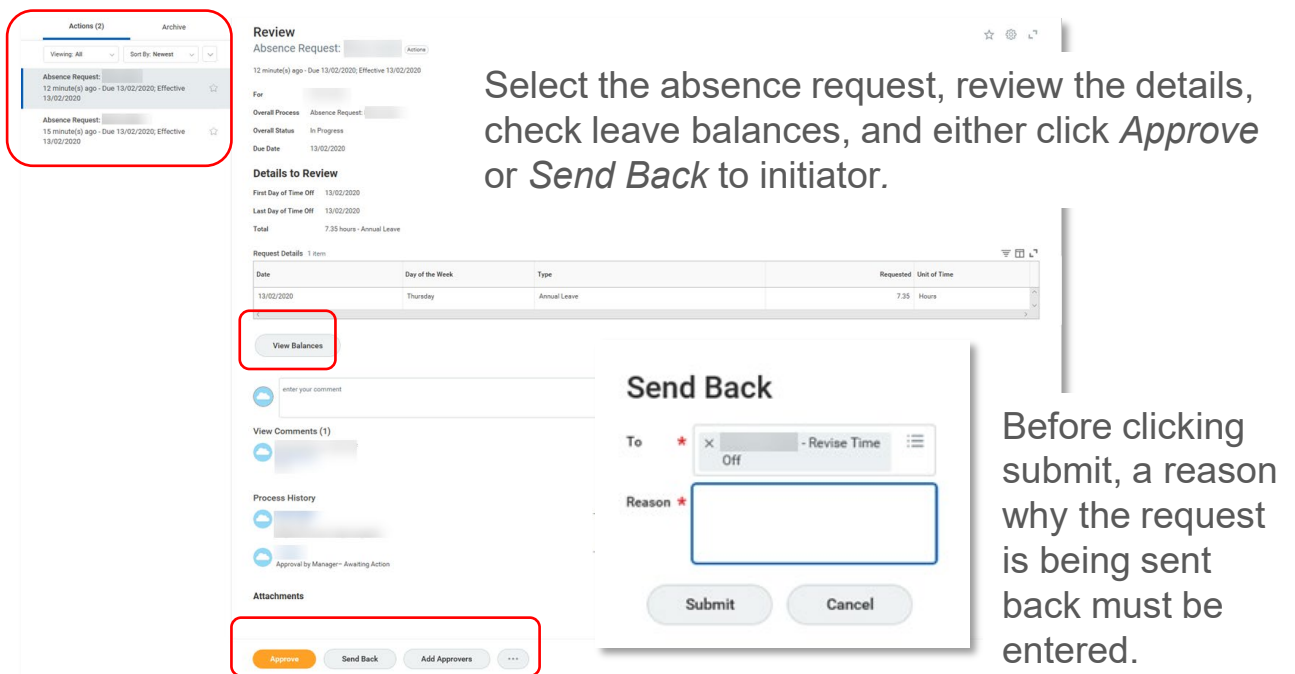 Actions (2) Archive
Viewing: All Sort By: Newest
Absence Request:
12 minute(s) ago - Due 13/02/2020; Effective
13/02/2020
Absence Request:
15 minute(s) ago - Due 13/02/2020; Effective
13/02/2020
Review
Absence Request: Actions
12 minute(s) ago - Due 13/02/2020; Effective 13/02/2020
For
Overall Process Absence Request:
Overall Status In Progress
Due Date 13/02/2020
Select the absence request, review the details,
check leave balances, and either click Approve
or Send Back to initiator.
Details to Review
First Day of Time Off 13/02/2020
Last Day of Time Off 13/02/2020
Total 7.35 hours - Annual Leave
Request Details 1 item
Date Day of the Week Type Requested Unit of Time
13/02/2020 Thursday Annual Leave 7.35 Hours
View Balances
enter your comment
View Comments (1)
Process History
Approval by Manager– Awaiting Action
Attachments
Approve Send Back Add Approvers ...
Send Back
To * × - Revise Time
Off
Reason *
Submit Cancel
Before clicking
submit, a reason
why the request
is being sent
back must be
entered.